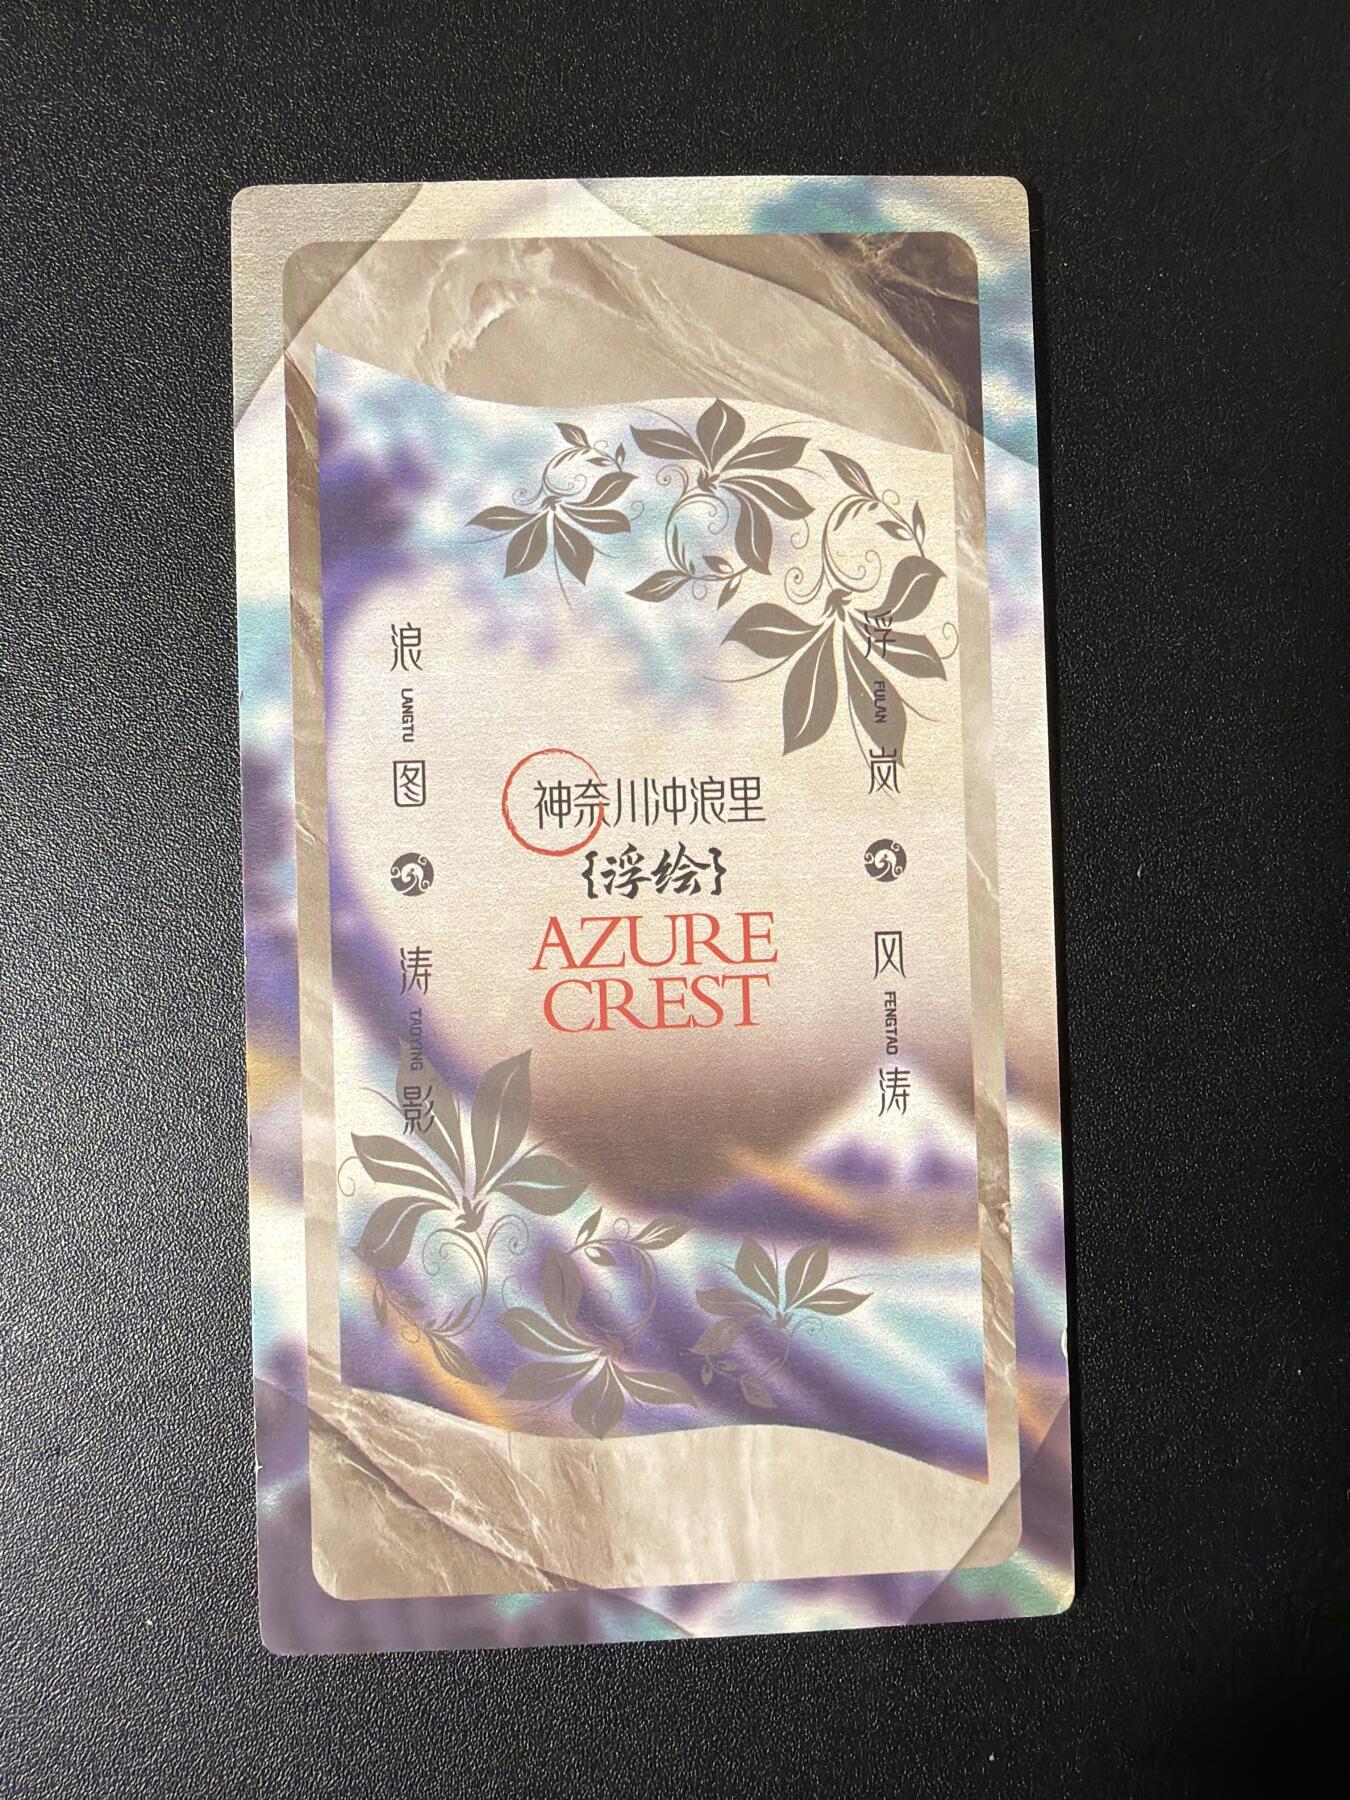 神奈川冲浪里
{浮绘}
AZURE
CREST
浪
LANGTU
图
涛
TAOYING
影
浮
FULAN
岚
风
FENGTAO
涛